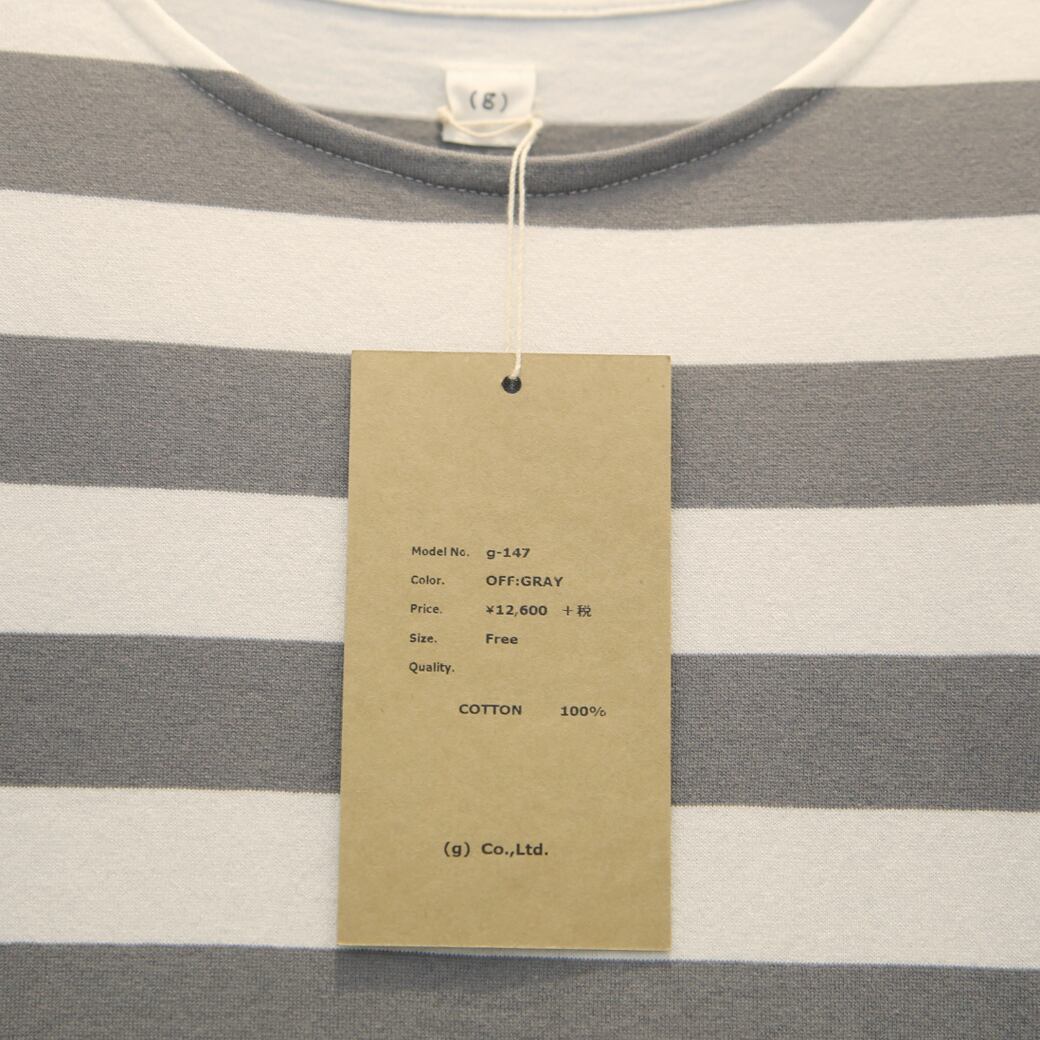 (g)
Model No. g-147
Color. OFF:GRAY
Price. ¥12,600 +税
Size. Free
Quality.
COTTON 100%
(g) Co.,Ltd.